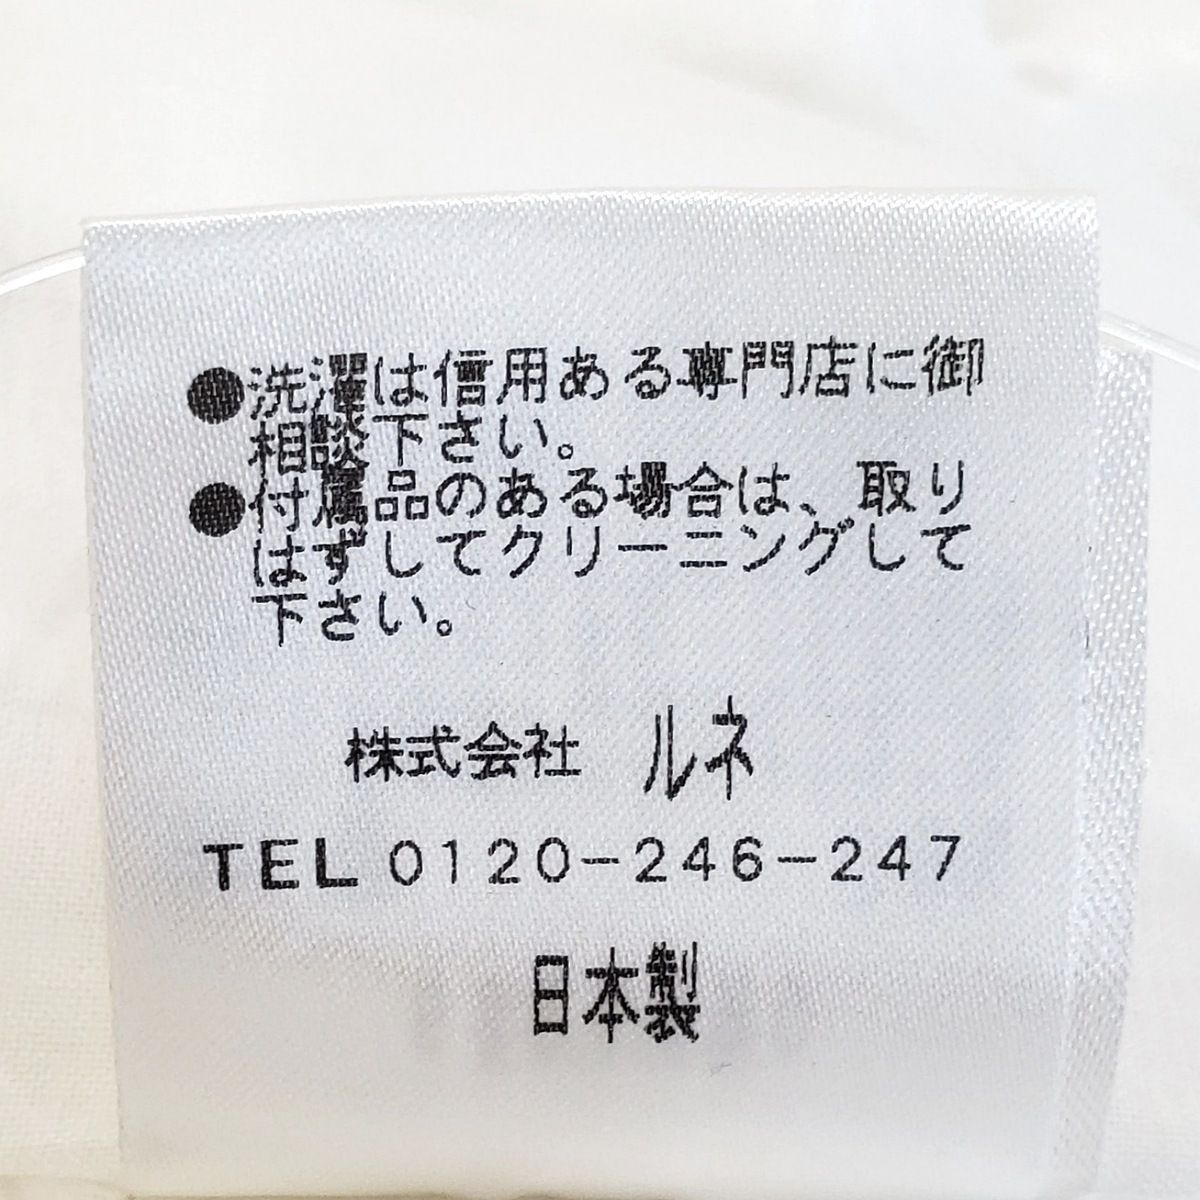 ●洗濯は信用ある専門店に御
相談下さい。
●付属品のある場合は、取り
はずしてクリーニングして
下さい。
株式会社 ルネ
TEL 0120-246-247
日本製